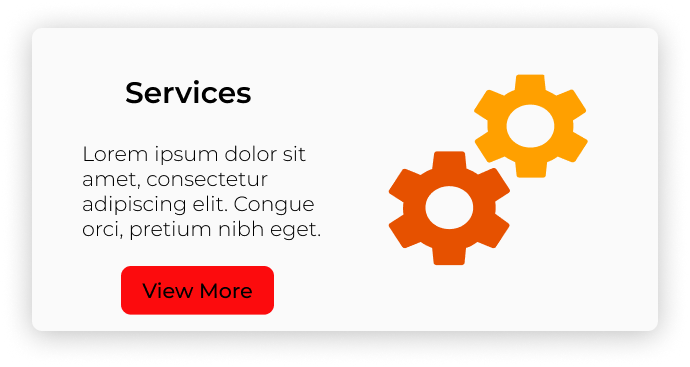 Services
Lorem ipsum dolor sit
amet, consectetur
adipiscing elit. Congue
orci, pretium nibh eget.
View More